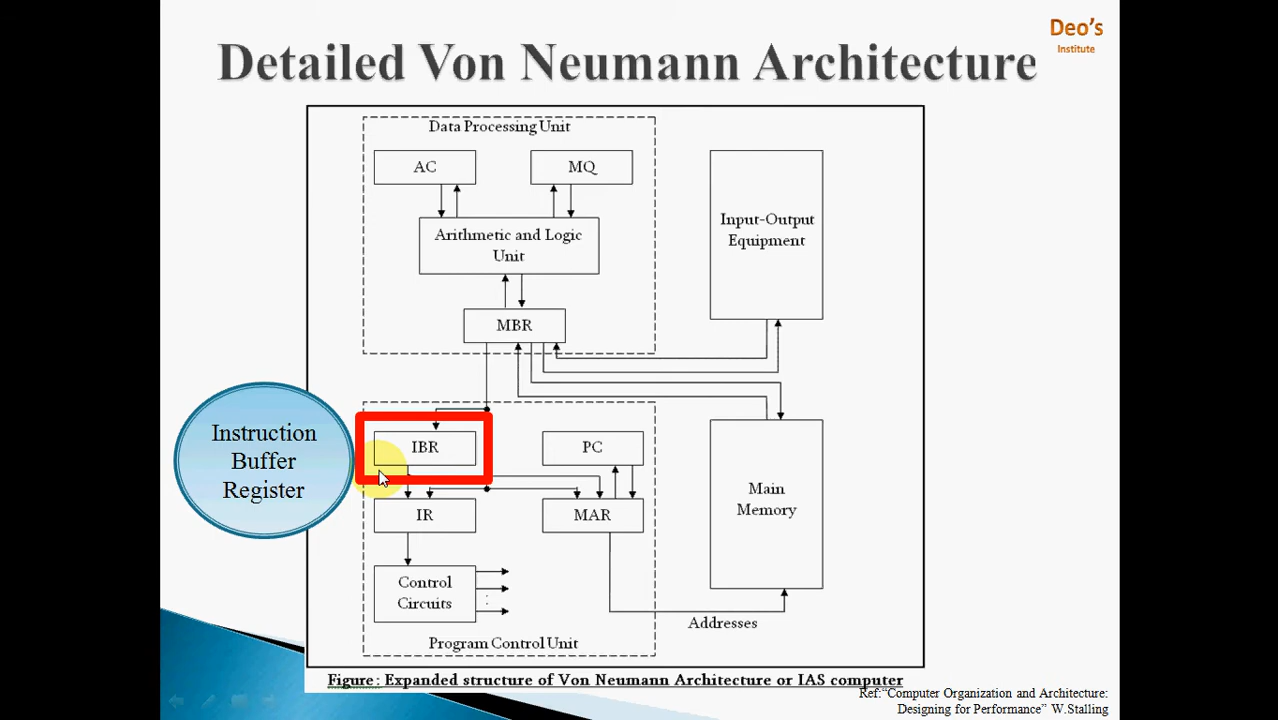 Deo's
Institute
Detailed Von Neumann Architecture
Data Processing Unit
AC
MQ
Arithmetic and Logic
Unit
MBR
Input-Output
Equipment
Instruction
Buffer
Register
IBR
PC
IR
MAR
Main
Memory
Control
Circuits
Addresses
Program Control Unit
Figure: Expanded structure of Von Neumann Architecture or IAS computer
Ref:"Computer Organization and Architecture:
Designing for Performance" W.Stalling